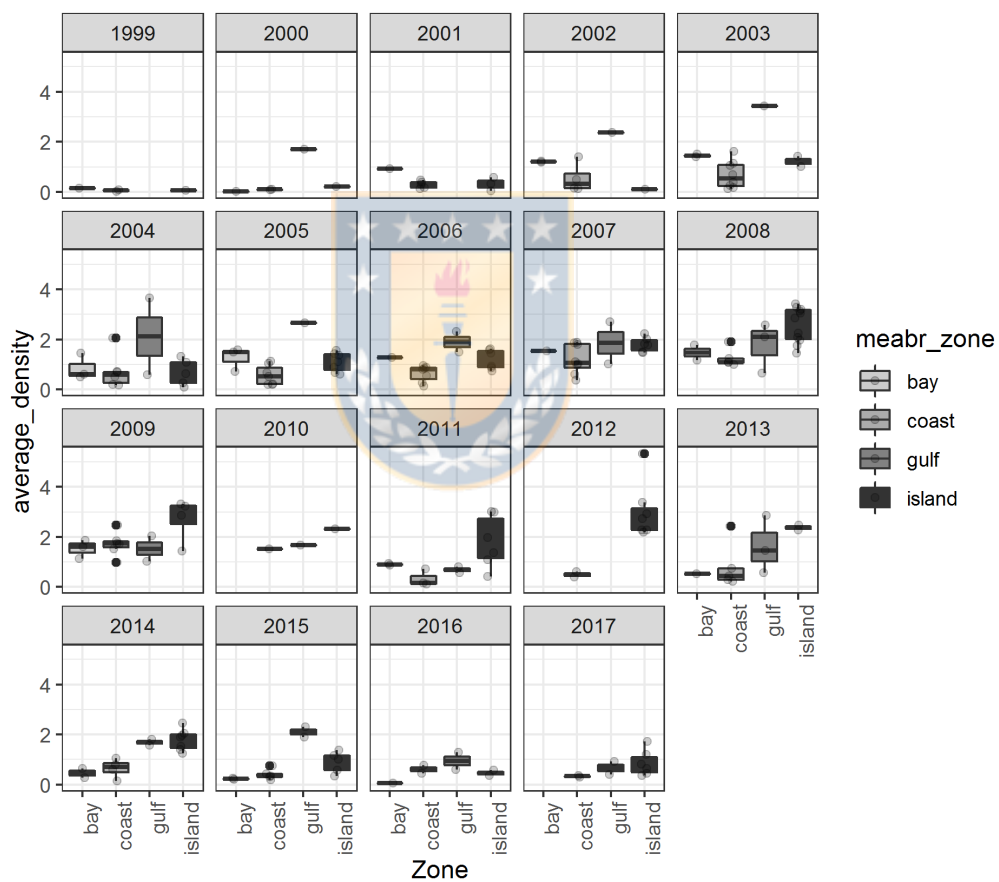 1999 2000 2001 2002 2003
4
2
0
2004 2005 2006 2007 2008
4
2
0
2009 2010 2011 2012 2013
4
2
0
2014 2015 2016 2017
4
2
0
bay coast gulf island
bay coast gulf island
bay coast gulf island
bay coast gulf island
bay coast gulf island
Zone
average_density
meabr_zone
bay
coast
gulf
island